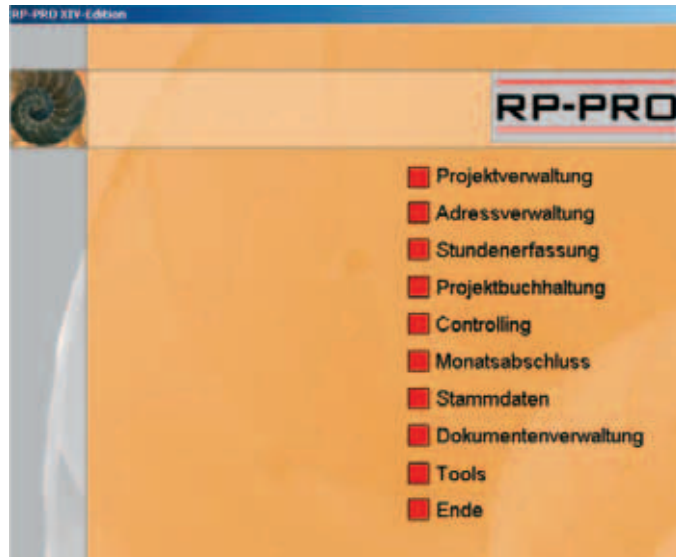 RP-PRO XIV-Edition
RP-PRO
Projektverwaltung
Adressverwaltung
Stundenerfassung
Projektbuchhaltung
Controlling
Monatsabschluss
Stammdaten
Dokumentenverwaltung
Tools
Ende